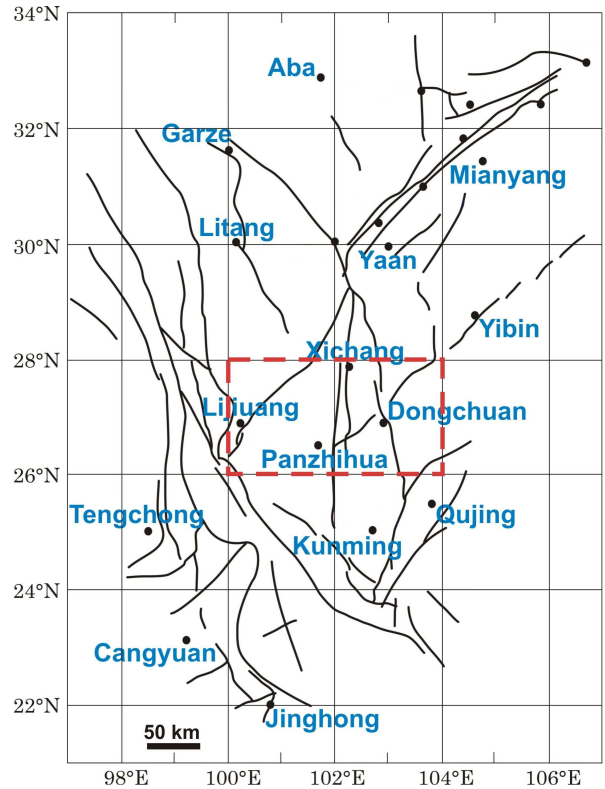 34°N
Aba
32°N
Garze
Mianyang
Litang
30°N
Yaan
Yibin
Xichang
28°N
Lijiuang
Dongchuan
Panzhihua
26°N
Tengchong
Qujing
Kunming
24°N
Cangyuan
22°N
Jinghong
50 km
98°E
100°E
102°E
104°E
106°E